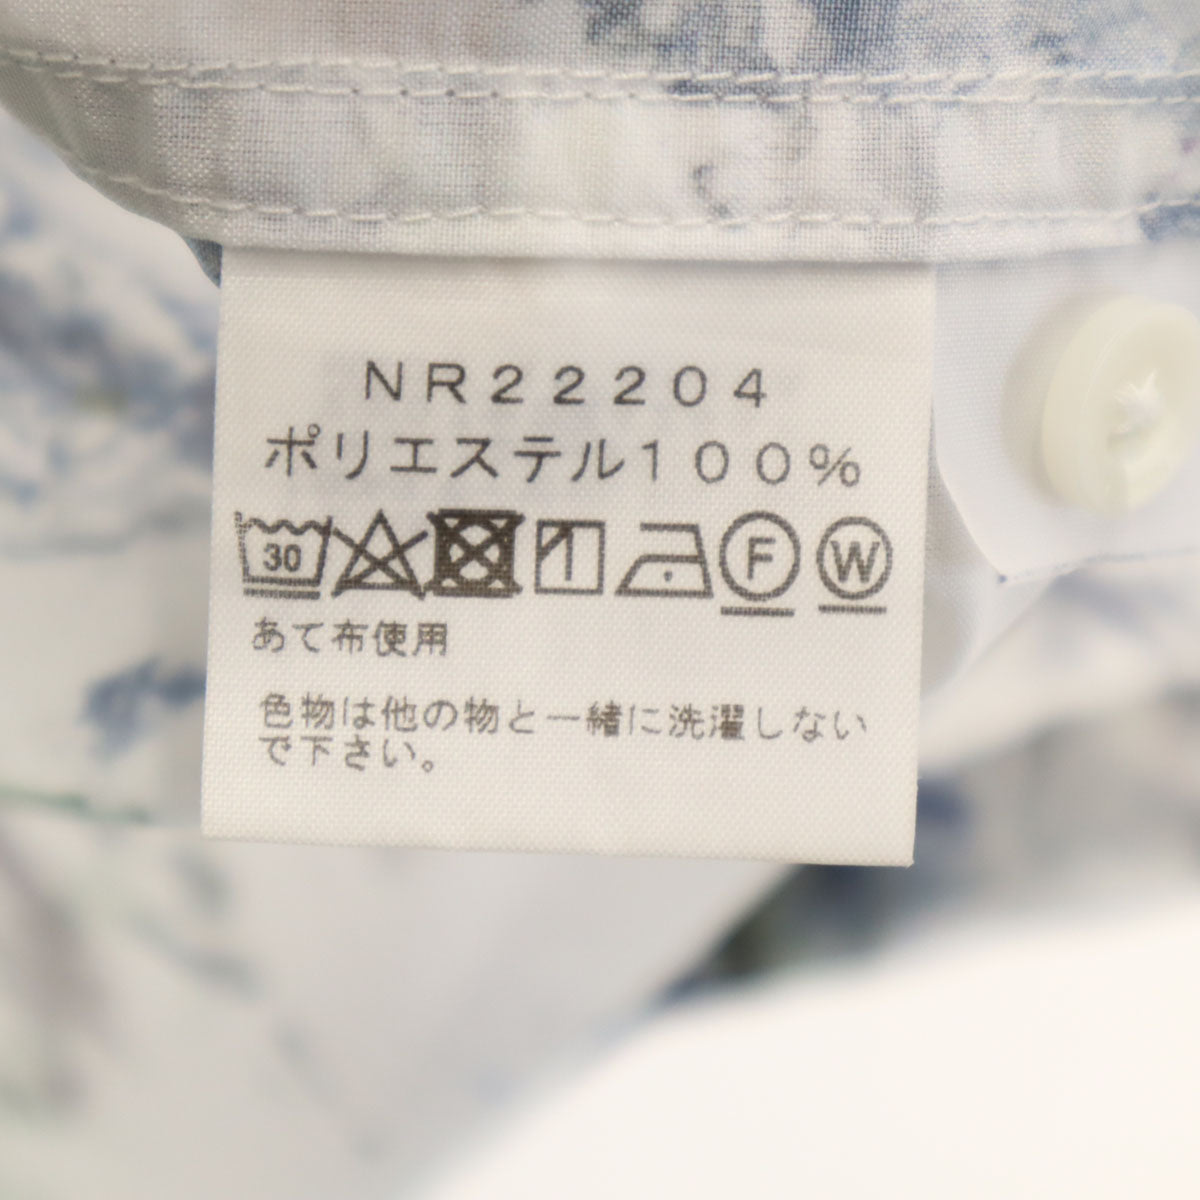 NR22204
ポリエステル100%
30 F W
あて布使用
色物は他の物と一緒に洗濯しない
で下さい。